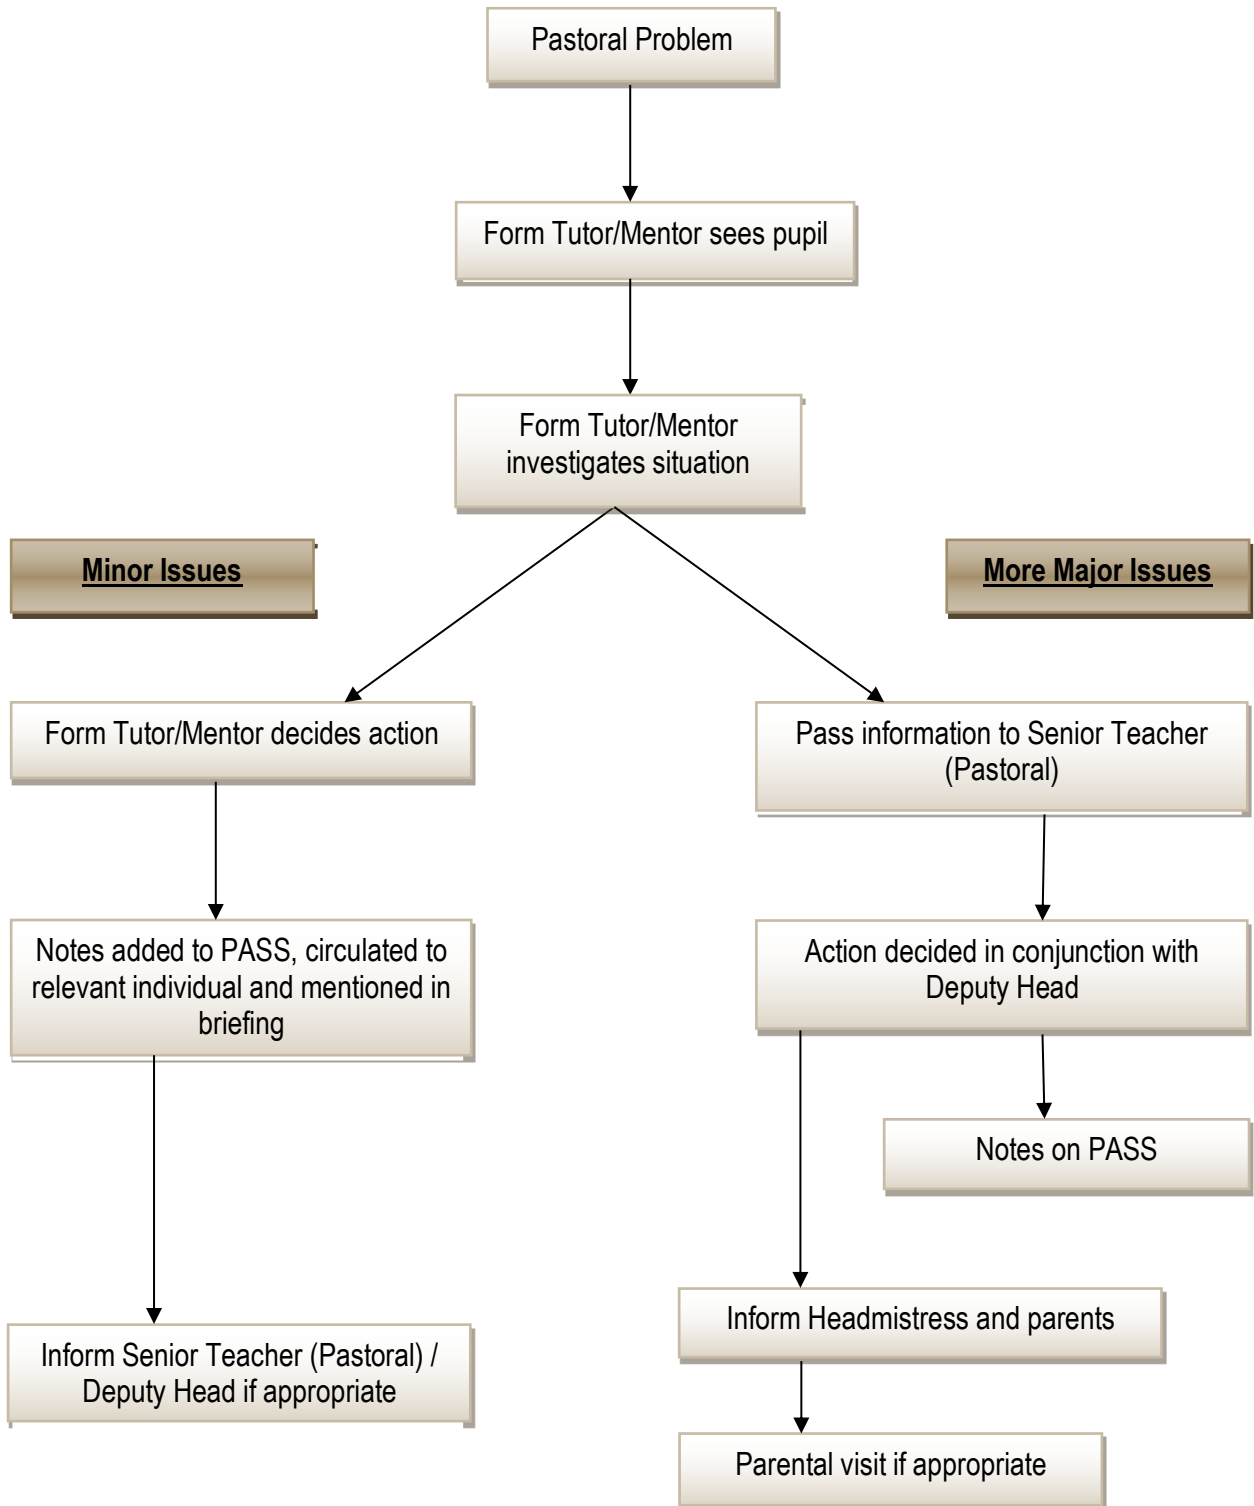 Pastoral Problem
Form Tutor/Mentor sees pupil
Form Tutor/Mentor
investigates situation
Minor Issues
More Major Issues
Form Tutor/Mentor decides action
Pass information to Senior Teacher
(Pastoral)
Notes added to PASS, circulated to
relevant individual and mentioned in
briefing
Action decided in conjunction with
Deputy Head
Notes on PASS
Inform Headmistress and parents
Inform Senior Teacher (Pastoral) /
Deputy Head if appropriate
Parental visit if appropriate